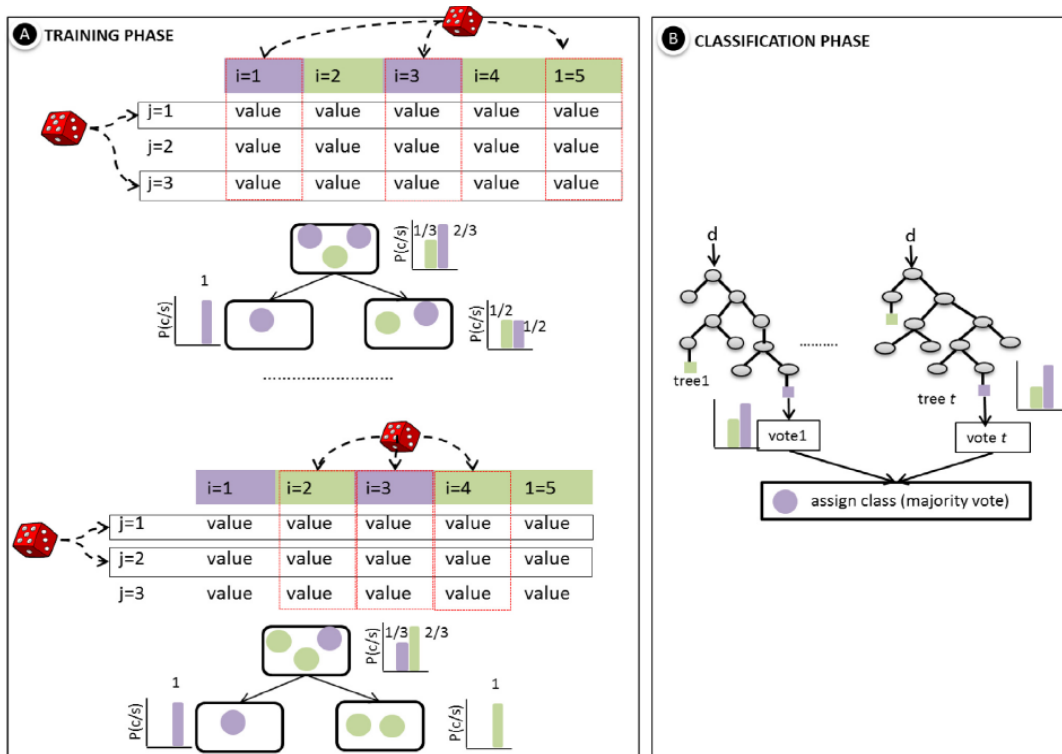 A TRAINING PHASE
i=1 i=2 i=3 i=4 1=5
j=1 value value value value value
j=2 value value value value value
j=3 value value value value value
P(c/s) 1/3 2/3
P(c/s) 1
P(c/s) 1/2 1/2
i=1 i=2 i=3 i=4 1=5
j=1 value value value value value
j=2 value value value value value
j=3 value value value value value
P(c/s) 1/3 2/3
P(c/s) 1
P(c/s) 1
B CLASSIFICATION PHASE
d d
tree1 tree t
vote1 vote t
assign class (majority vote)